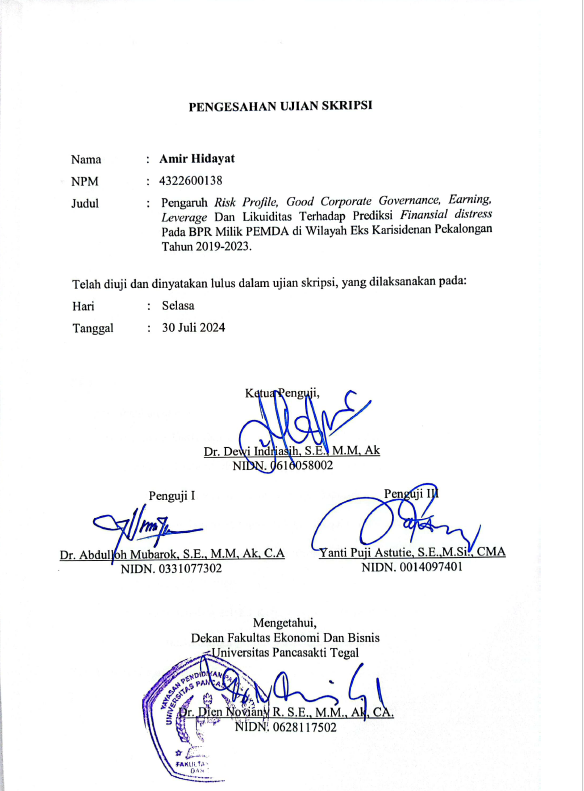 PENGESAHAN UJIAN SKRIPSI
Nama : Amir Hidayat
NPM : 4322600138
Judul : Pengaruh Risk Profile, Good Corporate Governance, Earning,
Leverage Dan Likuiditas Terhadap Prediksi Finansial distress
Pada BPR Milik PEMDA di Wilayah Eks Karisidenan Pekalongan
Tahun 2019-2023.
Telah diuji dan dinyatakan lulus dalam ujian skripsi, yang dilaksanakan pada:
Hari : Selasa
Tanggal : 30 Juli 2024
Ketua Penguji,
Dr. Dewi Indriasih, S.E., M.M, Ak
NIDN. 0616058002
Penguji I
Dr. Abdulloh Mubarok, S.E., M.M, Ak, C.A
NIDN. 0331077302
Penguji III
Yanti Puji Astutie, S.E.,M.Si., CMA
NIDN. 0014097401
Mengetahui,
Dekan Fakultas Ekonomi Dan Bisnis
Universitas Pancasakti Tegal
Dr. Dien Noviany R. S.E., M.M., Ak, CA.
NIDN. 0628117502
YAYASAN PENDIDIKAN
UNIVERSITAS